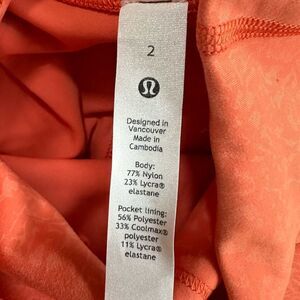 2
Designed in
Vancouver
Made in
Cambodia
Body:
77% Nylon
23% Lycra®
elastane
Pocket lining:
56% Polyester
33% Coolmax®
polyester
11% Lycra®
elastane